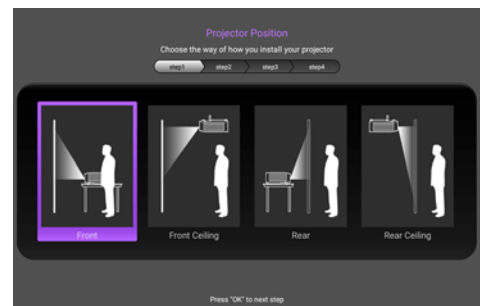 Projector Position
Choose the way of how you install your projector
step1 step2 step3 step4
Front Front Ceiling Rear Rear Ceiling
Press "OK" to next step